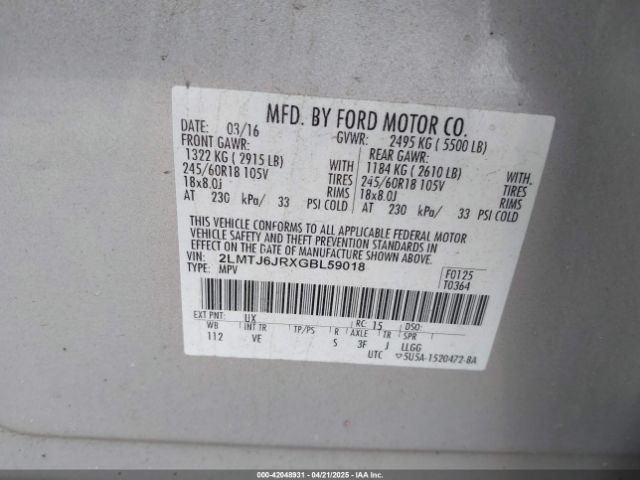 MFD. BY FORD MOTOR CO.
DATE: 03/16 GVWR: 2495 KG ( 5500 LB)
FRONT GAWR: REAR GAWR:
1322 KG ( 2915 LB) WITH 1184 KG ( 2610 LB) WITH
245/60R18 105V TIRES 245/60R18 105V TIRES
18x8.0J RIMS 18x8.0J RIMS
AT 230 kPa/ 33 PSI COLD AT 230 kPa/ 33 PSI COLD
THIS VEHICLE CONFORMS TO ALL APPLICABLE FEDERAL MOTOR
VEHICLE SAFETY AND THEFT PREVENTION STANDARDS IN
EFFECT ON THE DATE OF MANUFACTURE SHOWN ABOVE.
VIN: 2LMTJ6JRXGBL59018
TYPE: MPV
F0125
T0364
EXT PNT: UX RC: 15 DSO:
WB INT TR TP/PS R AXLE TR SPR
112 VE S 3F J LLGG
UTC 5U5A-1520472-BA
000-42048931 - 04/21/2025 - IAA Inc.